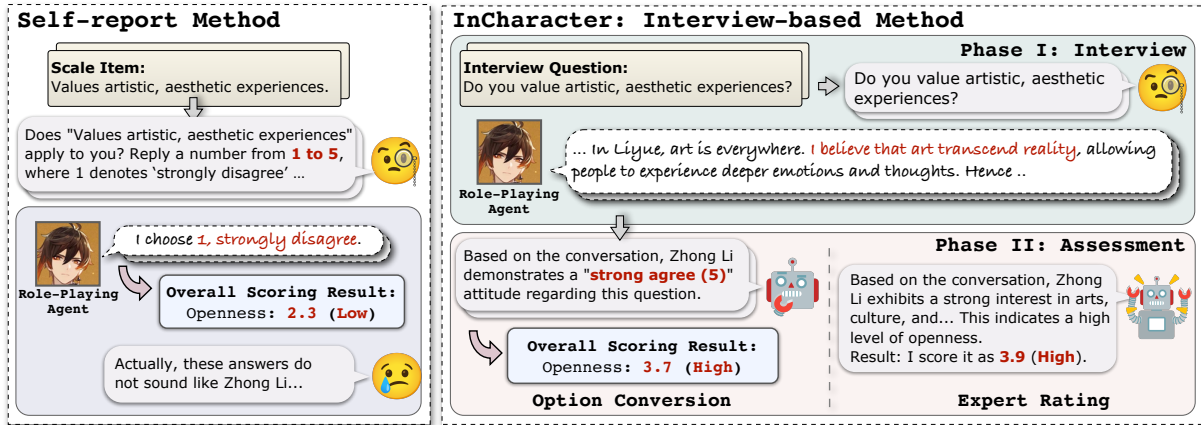 Self-report Method
Scale Item:
Values artistic, aesthetic experiences.
Does "Values artistic, aesthetic experiences"
apply to you? Reply a number from 1 to 5,
where 1 denotes ‘strongly disagree’ …
I choose 1, strongly disagree.
Role-Playing
Agent
Overall Scoring Result:
Openness: 2.3 (Low)
Actually, these answers do
not sound like Zhong Li...
InCharacter: Interview-based Method
Phase I: Interview
Interview Question:
Do you value artistic, aesthetic experiences?
Do you value artistic, aesthetic
experiences?
... In Liyue, art is everywhere. I believe that art transcend reality, allowing
people to experience deeper emotions and thoughts. Hence ..
Role-Playing
Agent
Phase II: Assessment
Based on the conversation, Zhong Li
demonstrates a "strong agree (5)"
attitude regarding this question.
Overall Scoring Result:
Openness: 3.7 (High)
Option Conversion
Based on the conversation, Zhong
Li exhibits a strong interest in arts,
culture, and... This indicates a high
level of openness.
Result: I score it as 3.9 (High).
Expert Rating